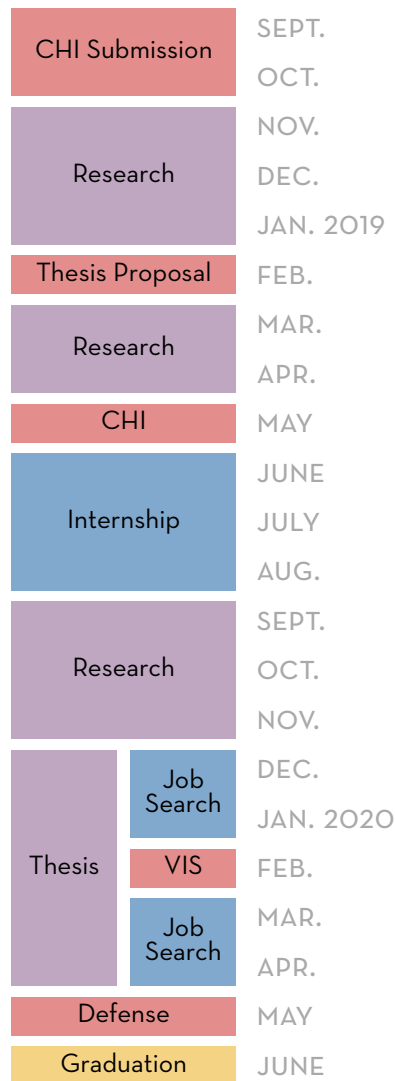 CHI Submission
SEPT.
OCT.
Research
NOV.
DEC.
JAN. 2019
Thesis Proposal
FEB.
Research
MAR.
APR.
CHI
MAY
Internship
JUNE
JULY
AUG.
Research
SEPT.
OCT.
NOV.
Thesis
Job
Search
DEC.
JAN. 2020
VIS
FEB.
Job
Search
MAR.
APR.
Defense
MAY
Graduation
JUNE